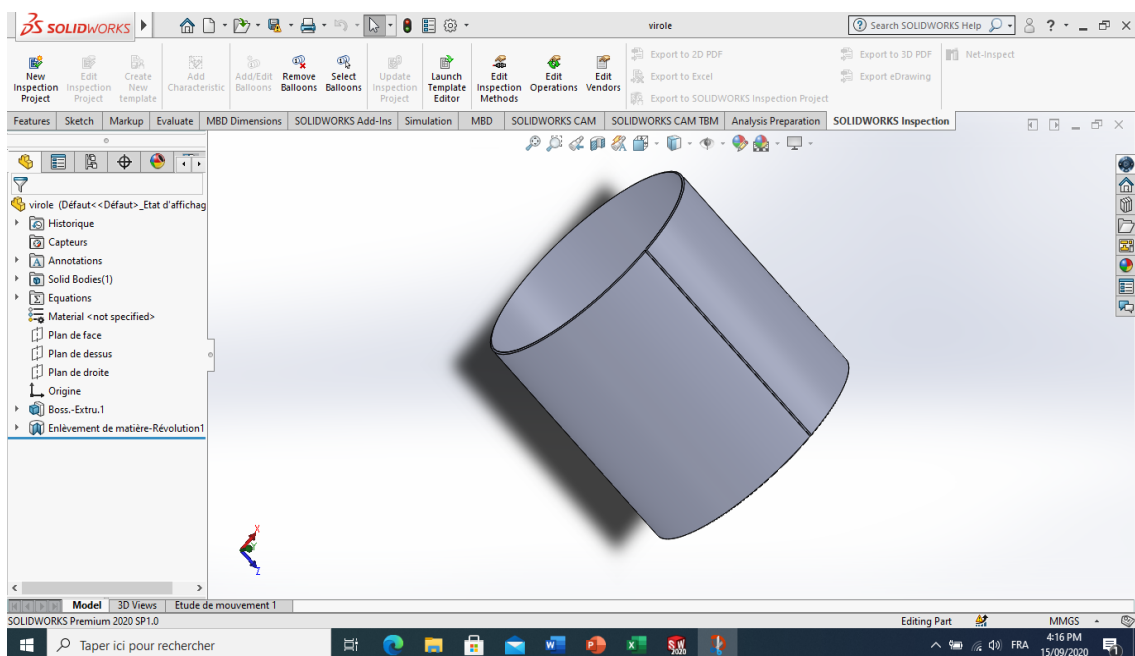 SOLIDWORKS
virole
Search SOLIDWORKS Help
New Inspection Project
Edit Inspection Project
Create New template
Add Characteristic
Add/Edit Balloons
Remove Balloons
Select Balloons
Update Inspection Project
Launch Template Editor
Edit Inspection Methods
Edit Operations
Edit Vendors
Export to 2D PDF
Export to Excel
Export to SOLIDWORKS Inspection Project
Export to 3D PDF
Export eDrawing
Net-Inspect
Features Sketch Markup Evaluate MBD Dimensions SOLIDWORKS Add-Ins Simulation MBD SOLIDWORKS CAM SOLIDWORKS CAM TBM Analysis Preparation SOLIDWORKS Inspection
virole (Défaut<<Défaut>_Etat d'affichag
Historique
Capteurs
Annotations
Solid Bodies(1)
Equations
Material <not specified>
Plan de face
Plan de dessus
Plan de droite
Origine
Boss.-Extru.1
Enlèvement de matière-Révolution1
X
Y
Z
Model 3D Views Etude de mouvement 1
SOLIDWORKS Premium 2020 SP1.0
Editing Part
MMGS
Taper ici pour rechercher
FRA
4:16 PM
15/09/2020